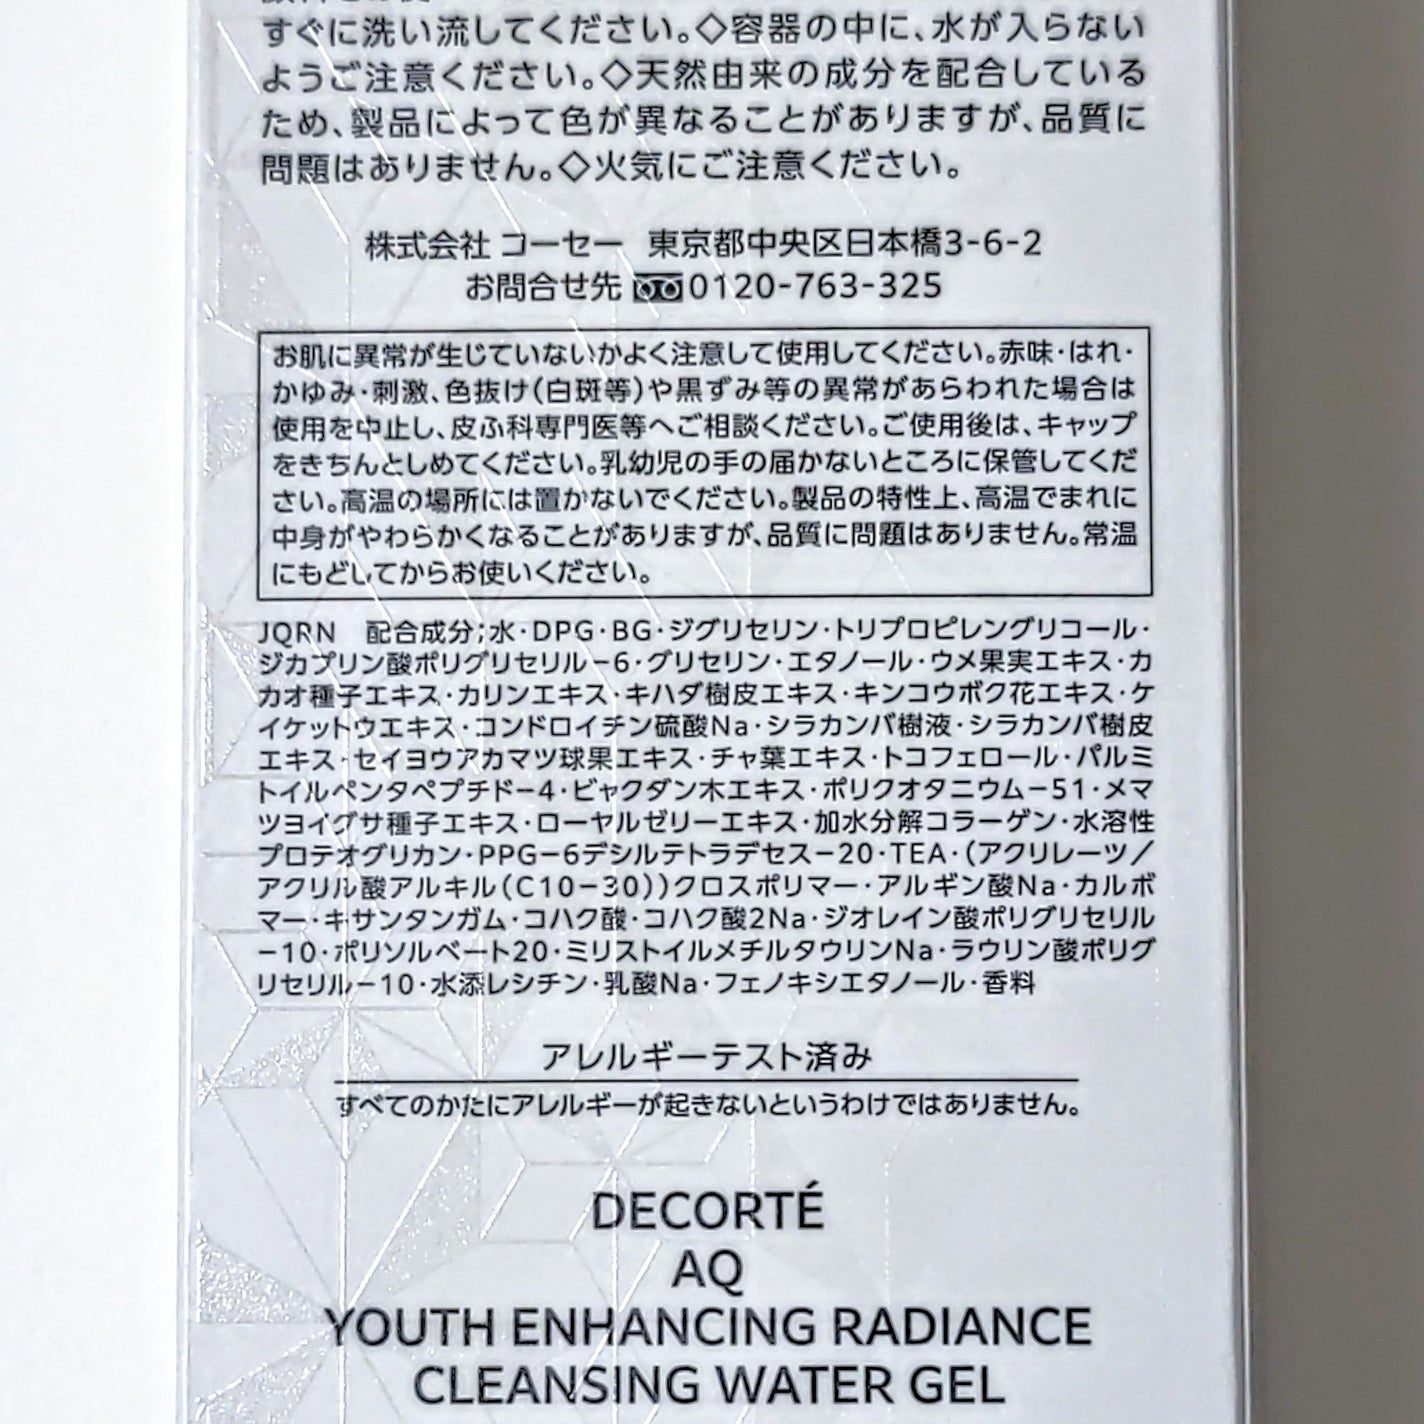 すぐに洗い流してください。◇容器の中に、水が入らない
ようご注意ください。◇天然由来の成分を配合している
ため、製品によって色が異なることがありますが、品質に
問題はありません。◇火気にご注意ください。
株式会社 コーセー 東京都中央区日本橋3-6-2
お問合せ先 0120-763-325
お肌に異常が生じていないかよく注意して使用してください。赤味・はれ・
かゆみ・刺激、色抜け(白斑等)や黒ずみ等の異常があらわれた場合は
使用を中止し、皮ふ科専門医等へご相談ください。ご使用後は、キャップ
をきちんとしめてください。乳幼児の手の届かないところに保管してくだ
さい。高温の場所には置かないでください。製品の特性上、高温でまれに
中身がやわらかくなることがありますが、品質に問題はありません。常温
にもどしてからお使いください。
JQRN 配合成分;水・DPG・BG・ジグリセリン・トリプロピレングリコール・
ジカプリン酸ポリグリセリル－6・グリセリン・エタノール・ウメ果実エキス・カ
カオ種子エキス・カリンエキス・キハダ樹皮エキス・キンコウボク花エキス・ケ
イケットウエキス・コンドロイチン硫酸Na・シラカンバ樹液・シラカンバ樹皮
エキス・セイヨウアカマツ球果エキス・チャ葉エキス・トコフェロール・パルミ
トイルペンタペプチド－4・ビャクダン木エキス・ポリクオタニウム－51・メマ
ツヨイグサ種子エキス・ローヤルゼリーエキス・加水分解コラーゲン・水溶性
プロテオグリカン・PPG－6デシルテトラデセス－20・TEA・(アクリレーツ／
アクリル酸アルキル(C10－30))クロスポリマー・アルギン酸Na・カルボ
マー・キサンタンガム・コハク酸・コハク酸2Na・ジオレイン酸ポリグリセリル
－10・ポリソルベート20・ミリストイルメチルタウリンNa・ラウリン酸ポリグ
リセリル－10・水添レシチン・乳酸Na・フェノキシエタノール・香料
アレルギーテスト済み
すべてのかたにアレルギーが起きないというわけではありません。
DECORTÉ
AQ
YOUTH ENHANCING RADIANCE
CLEANSING WATER GEL